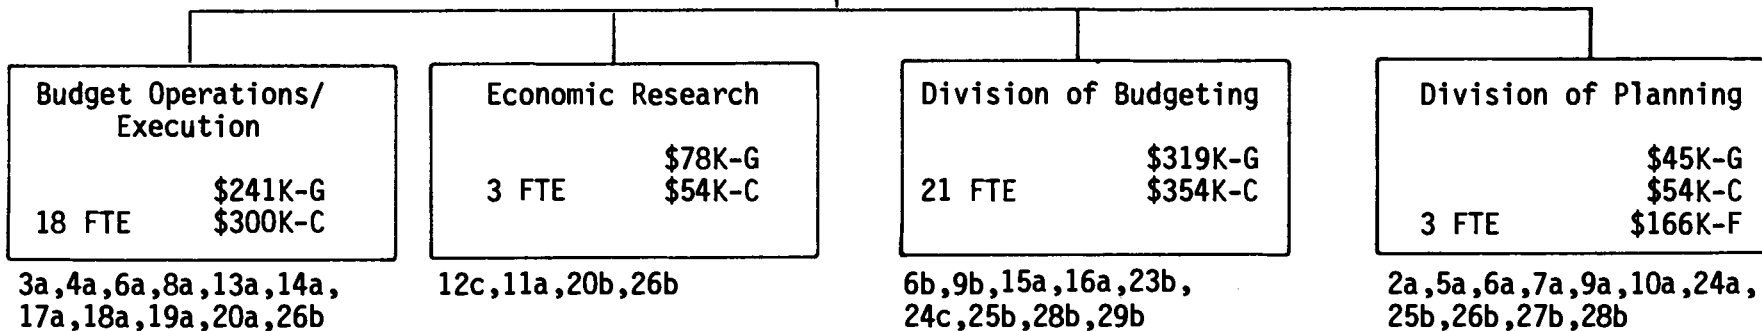 Budget Operations/
Execution
$241K-G
18 FTE $300K-C
3a,4a,6a,8a,13a,14a,
17a,18a,19a,20a,26b
Economic Research
$78K-G
3 FTE $54K-C
12c,11a,20b,26b
Division of Budgeting
$319K-G
21 FTE $354K-C
6b,9b,15a,16a,23b,
24c,25b,28b,29b
Division of Planning
$45K-G
$54K-C
3 FTE $166K-F
2a,5a,6a,7a,9a,10a,24a,
25b,26b,27b,28b